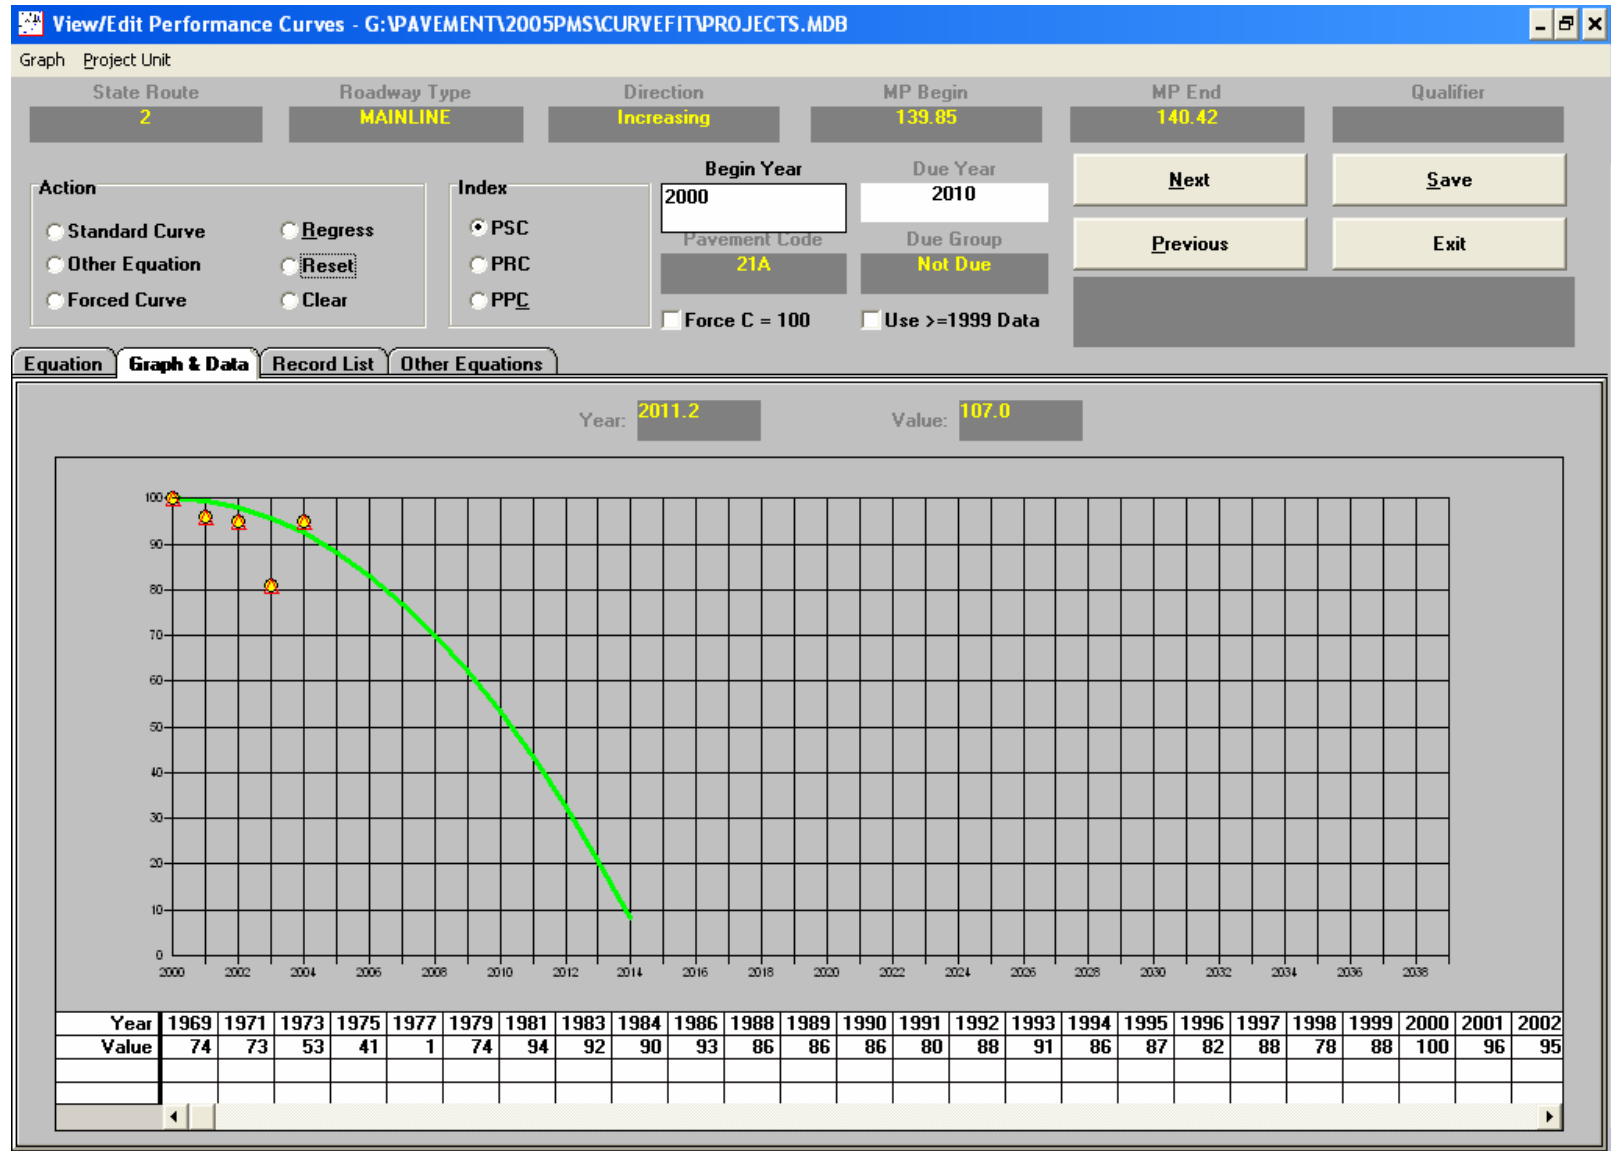 View/Edit Performance Curves - G:\PAVEMENT\2005PMS\CURVEFIT\PROJECTS.MDB
Graph Project Unit
State Route Roadway Type Direction MP Begin MP End Qualifier
2 MAINLINE Increasing 139.85 140.42
Begin Year Due Year
Action Index 2000 2010 Next Save
Standard Curve Regress PSC
Pavement Code Due Group Previous Exit
Other Equation Reset PRC 21A Not Due
Forced Curve Clear PPC
Force C = 100 Use >=1999 Data
Equation Graph & Data Record List Other Equations
Year: 2011.2 Value: 107.0
100
90
80
70
60
50
40
30
20
10
0
2000 2002 2004 2006 2008 2010 2012 2014 2016 2018 2020 2022 2024 2026 2028 2030 2032 2034 2036 2038
Year 1969 1971 1973 1975 1977 1979 1981 1983 1984 1986 1988 1989 1990 1991 1992 1993 1994 1995 1996 1997 1998 1999 2000 2001 2002
Value 74 73 53 41 1 74 94 92 90 93 86 86 86 80 88 91 86 87 82 88 78 88 100 96 95